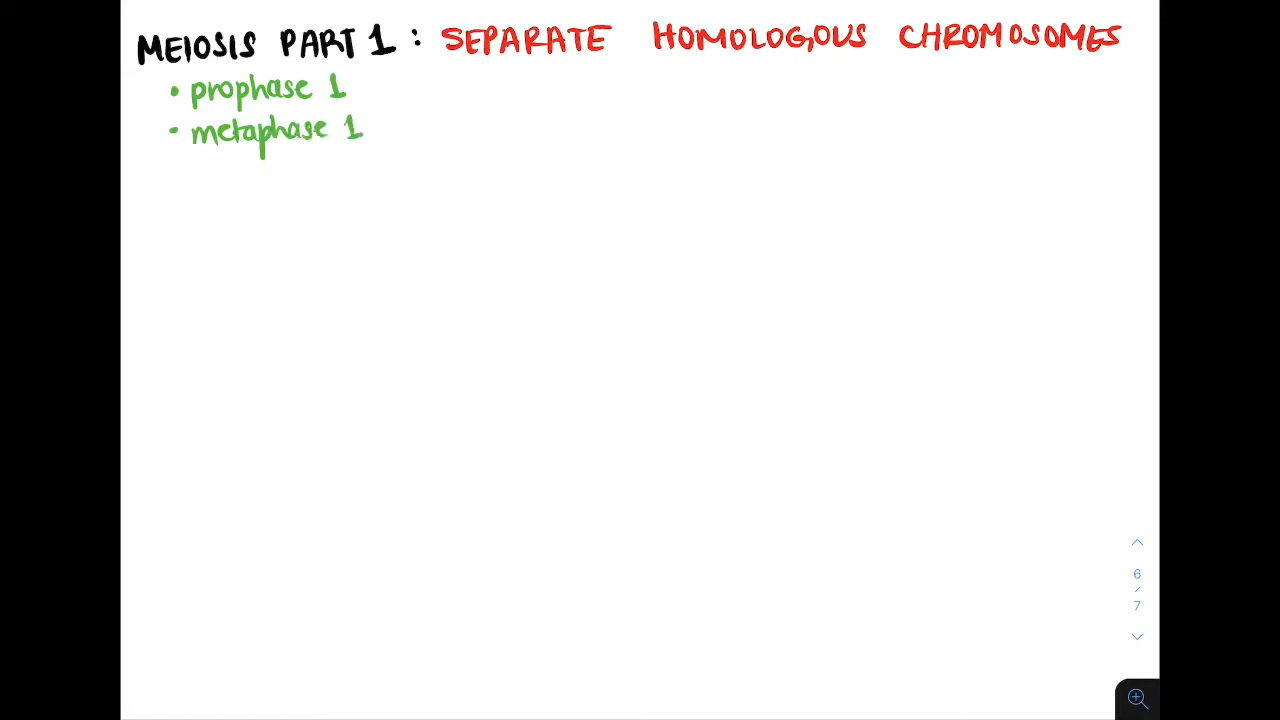 MEIOSIS PART 1 : SEPARATE HOMOLOGOUS CHROMOSOMES
• prophase 1
• metaphase 1
6
/
7